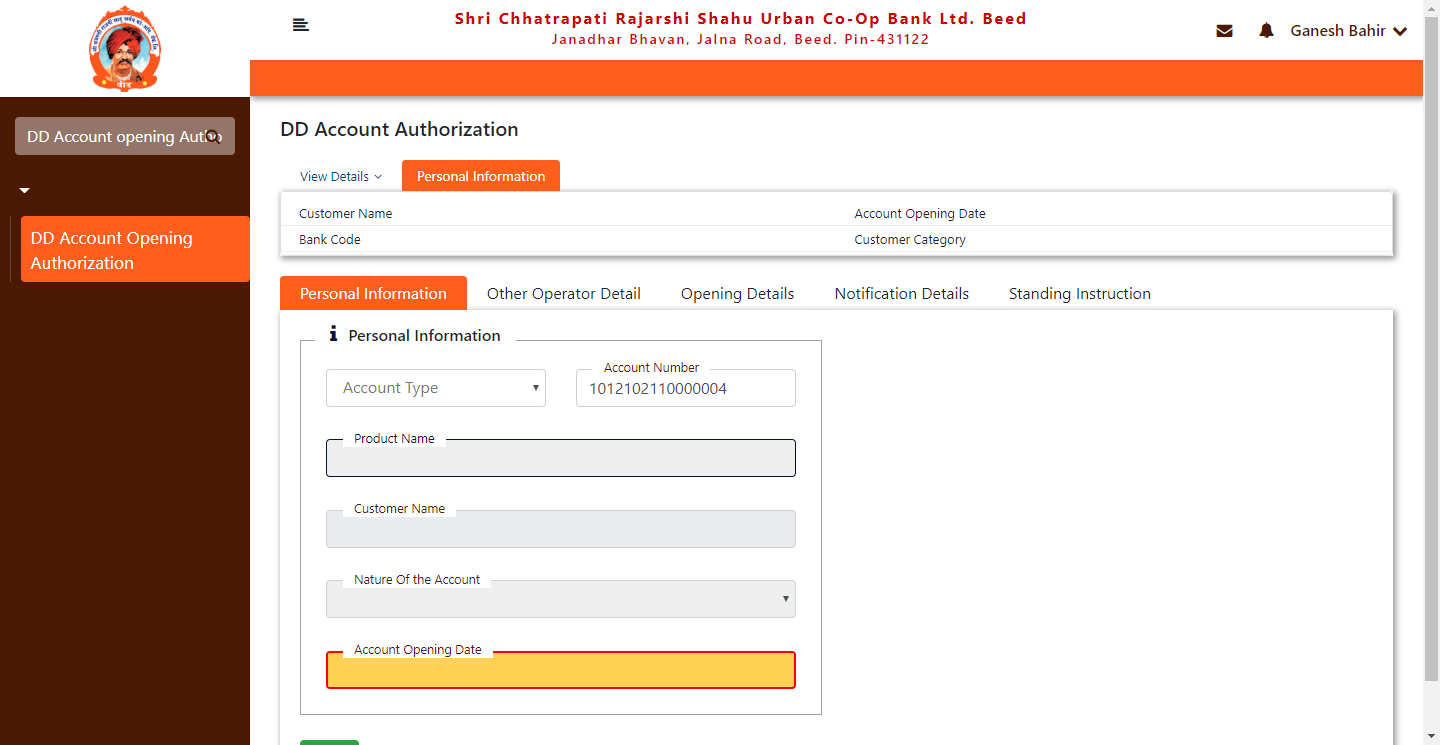 Shri Chhatrapati Rajarshi Shahu Urban Co-Op Bank Ltd. Beed
Janadhar Bhavan, Jalna Road, Beed. Pin-431122
Ganesh Bahir
DD Account opening Autho
DD Account Opening
Authorization
DD Account Authorization
View Details
Personal Information
Customer Name
Account Opening Date
Bank Code
Customer Category
Personal Information
Other Operator Detail
Opening Details
Notification Details
Standing Instruction
Personal Information
Account Type
Account Number
1012102110000004
Product Name
Customer Name
Nature Of the Account
Account Opening Date